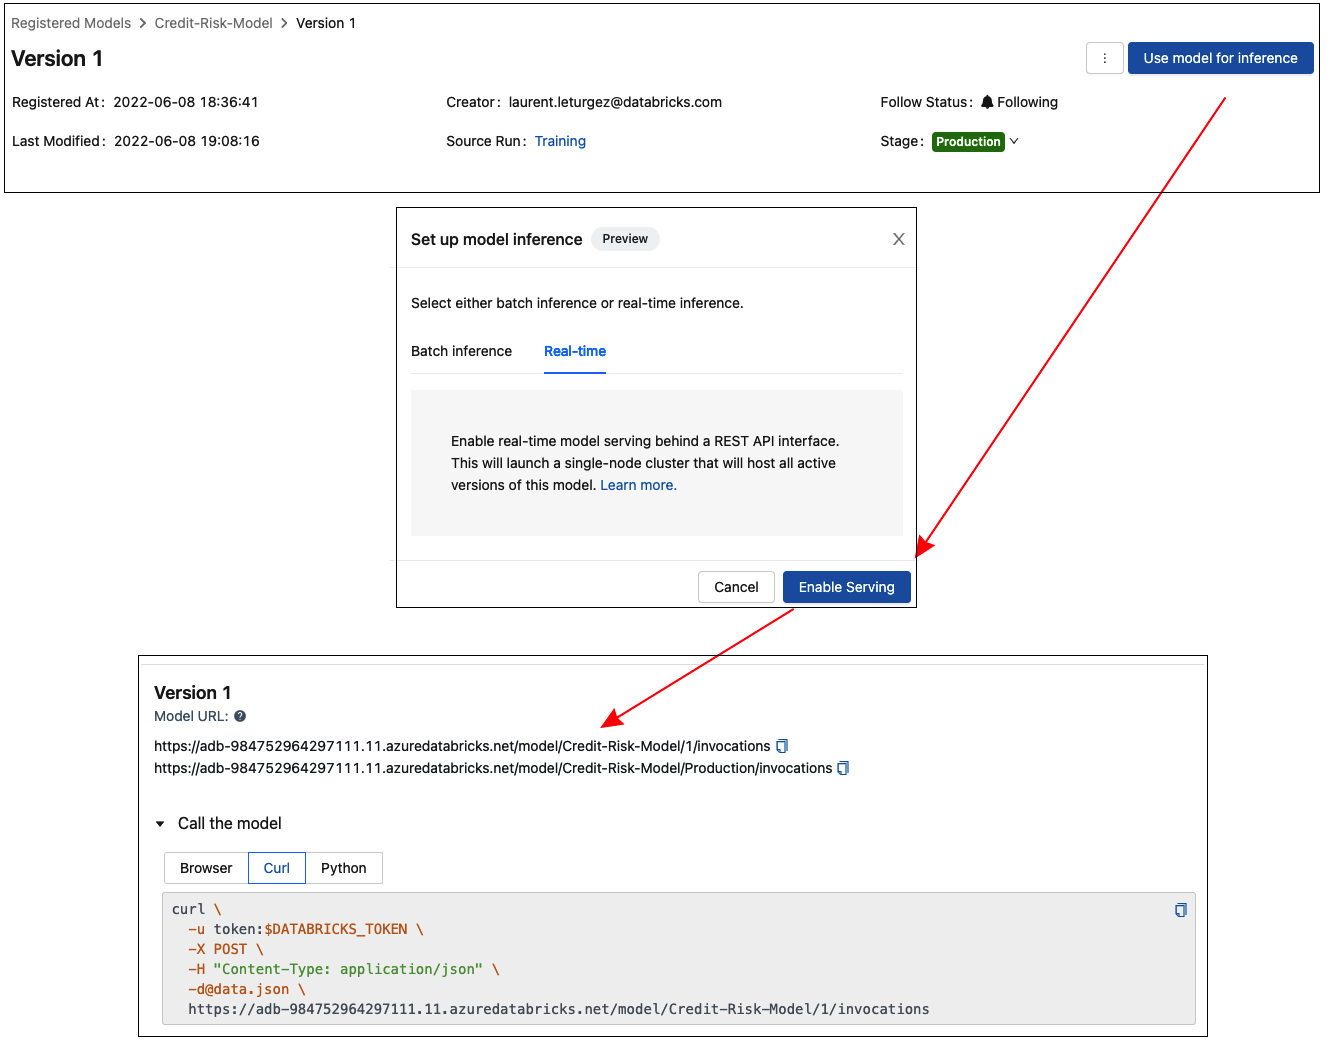 Registered Models > Credit-Risk-Model > Version 1
Version 1
Use model for inference
Registered At: 2022-06-08 18:36:41
Creator: laurent.leturgez@databricks.com
Follow Status: Following
Last Modified: 2022-06-08 19:08:16
Source Run: Training
Stage: Production
Set up model inference Preview
X
Select either batch inference or real-time inference.
Batch inference Real-time
Enable real-time model serving behind a REST API interface.
This will launch a single-node cluster that will host all active
versions of this model. Learn more.
Cancel Enable Serving
Version 1
Model URL: ?
https://adb-984752964297111.11.azuredatabricks.net/model/Credit-Risk-Model/1/invocations
https://adb-984752964297111.11.azuredatabricks.net/model/Credit-Risk-Model/Production/invocations
Call the model
Browser Curl Python
curl \
-u token:$DATABRICKS_TOKEN \
-X POST \
-H "Content-Type: application/json" \
-d@data.json \
https://adb-984752964297111.11.azuredatabricks.net/model/Credit-Risk-Model/1/invocations